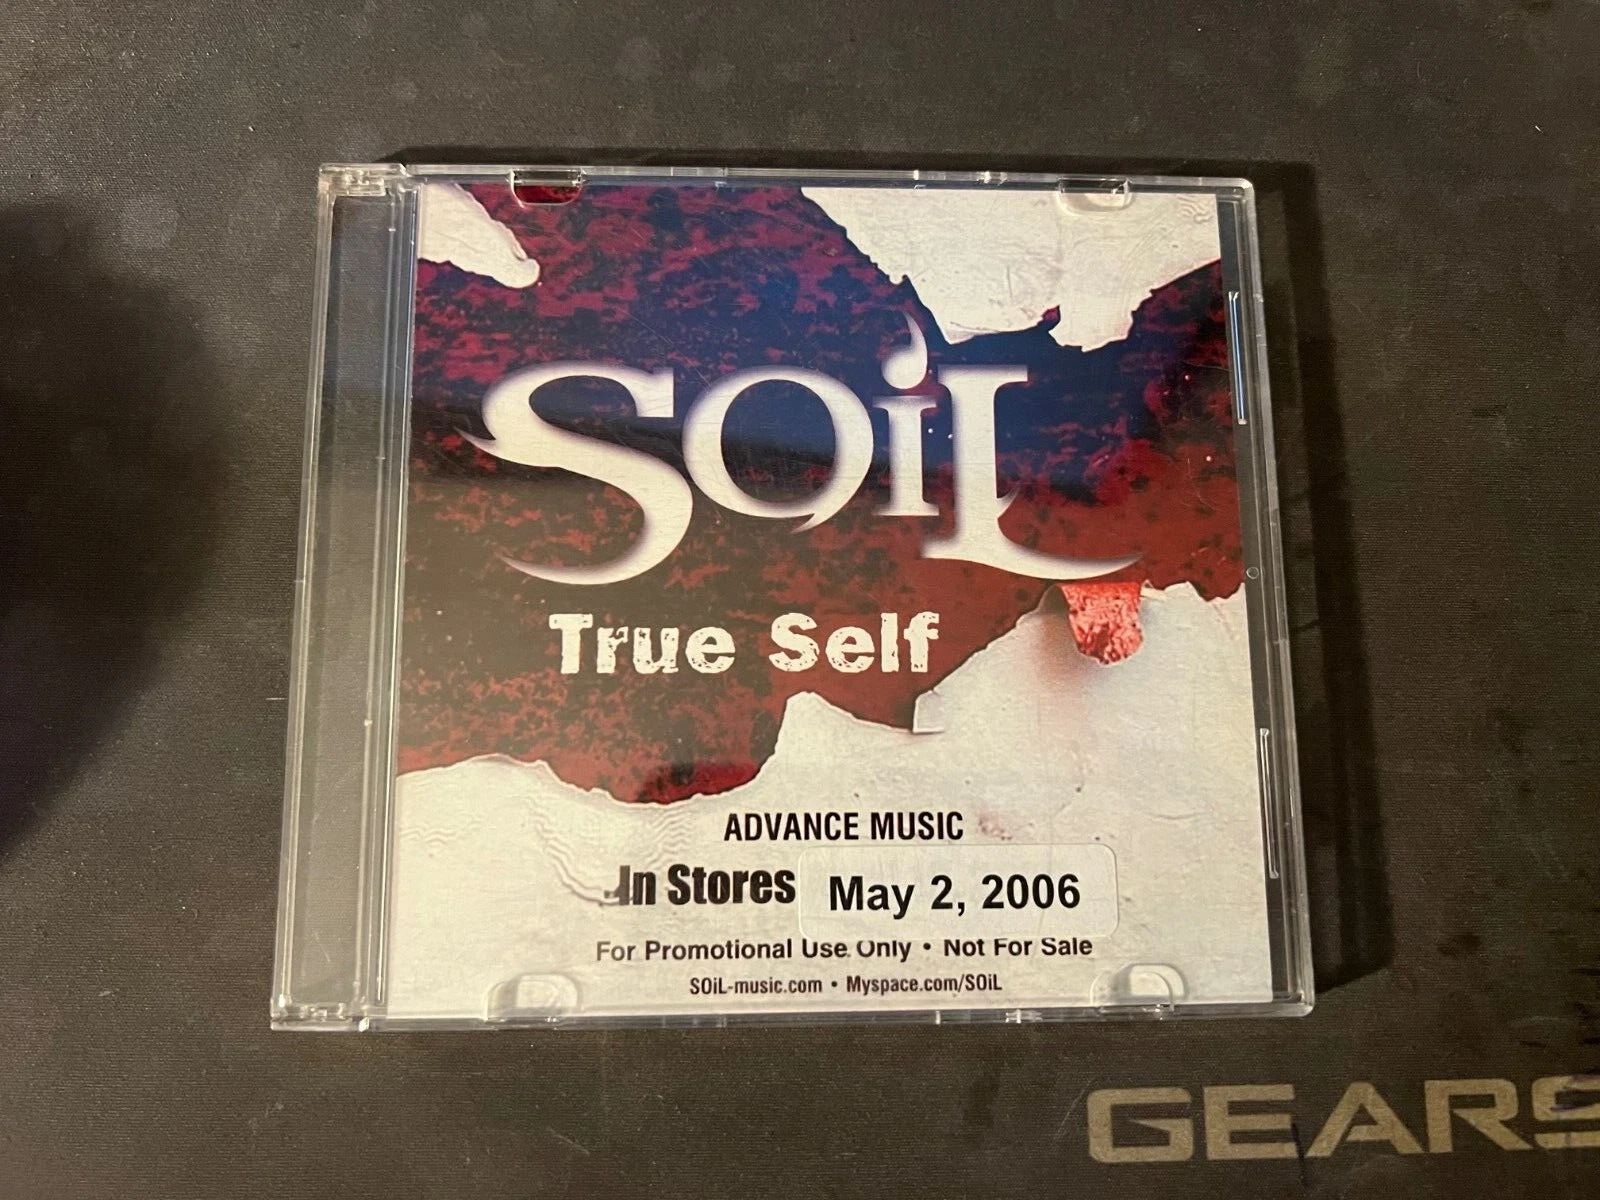 SOiL
True Self
ADVANCE MUSIC
In Stores May 2, 2006
For Promotional Use Only • Not For Sale
SOiL-music.com • Myspace.com/SOiL
GEARS